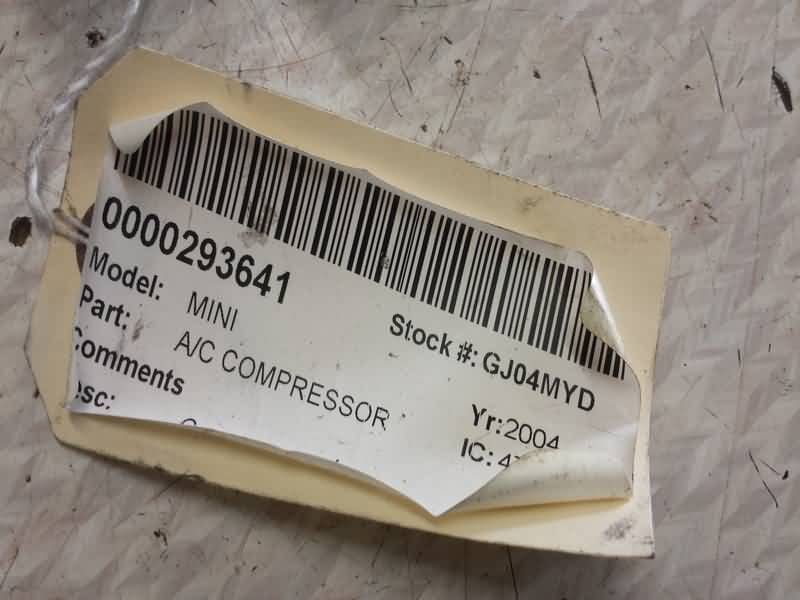 0000293641
Model: MINI Stock #: GJ04MYD
Part: A/C COMPRESSOR Yr: 2004
Comments IC: